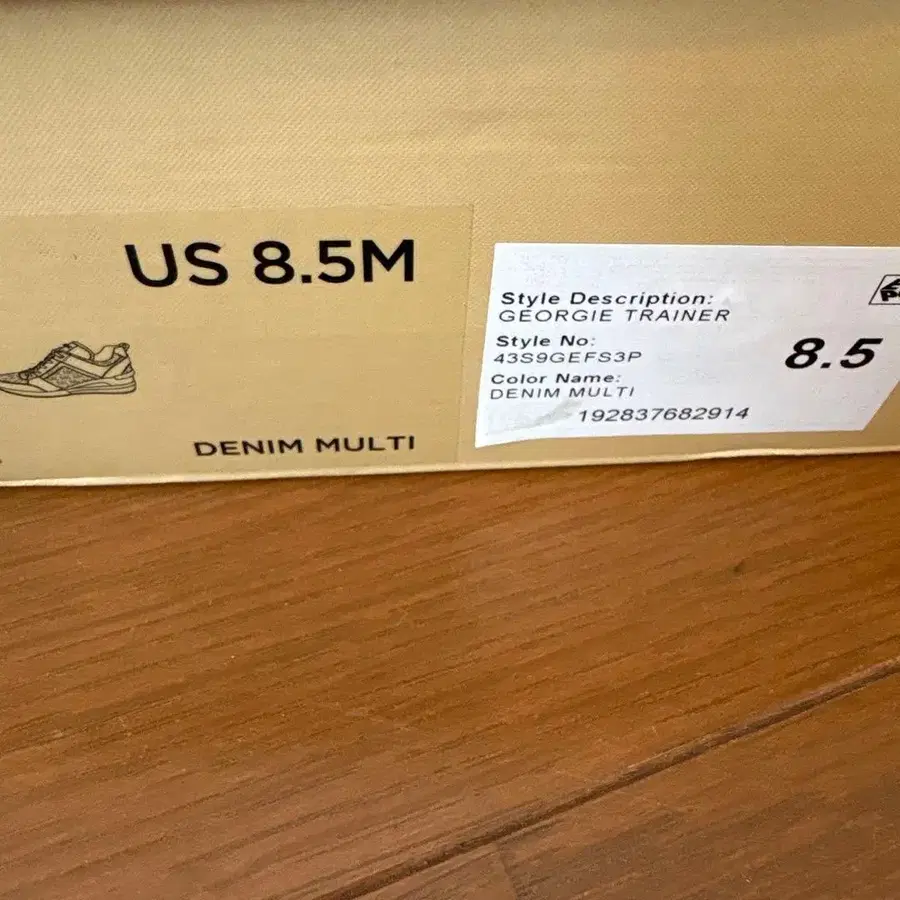 US 8.5M
DENIM MULTI
Style Description:
GEORGIE TRAINER
Style No:
43S9GEFS3P
8.5
Color Name:
DENIM MULTI
192837682914